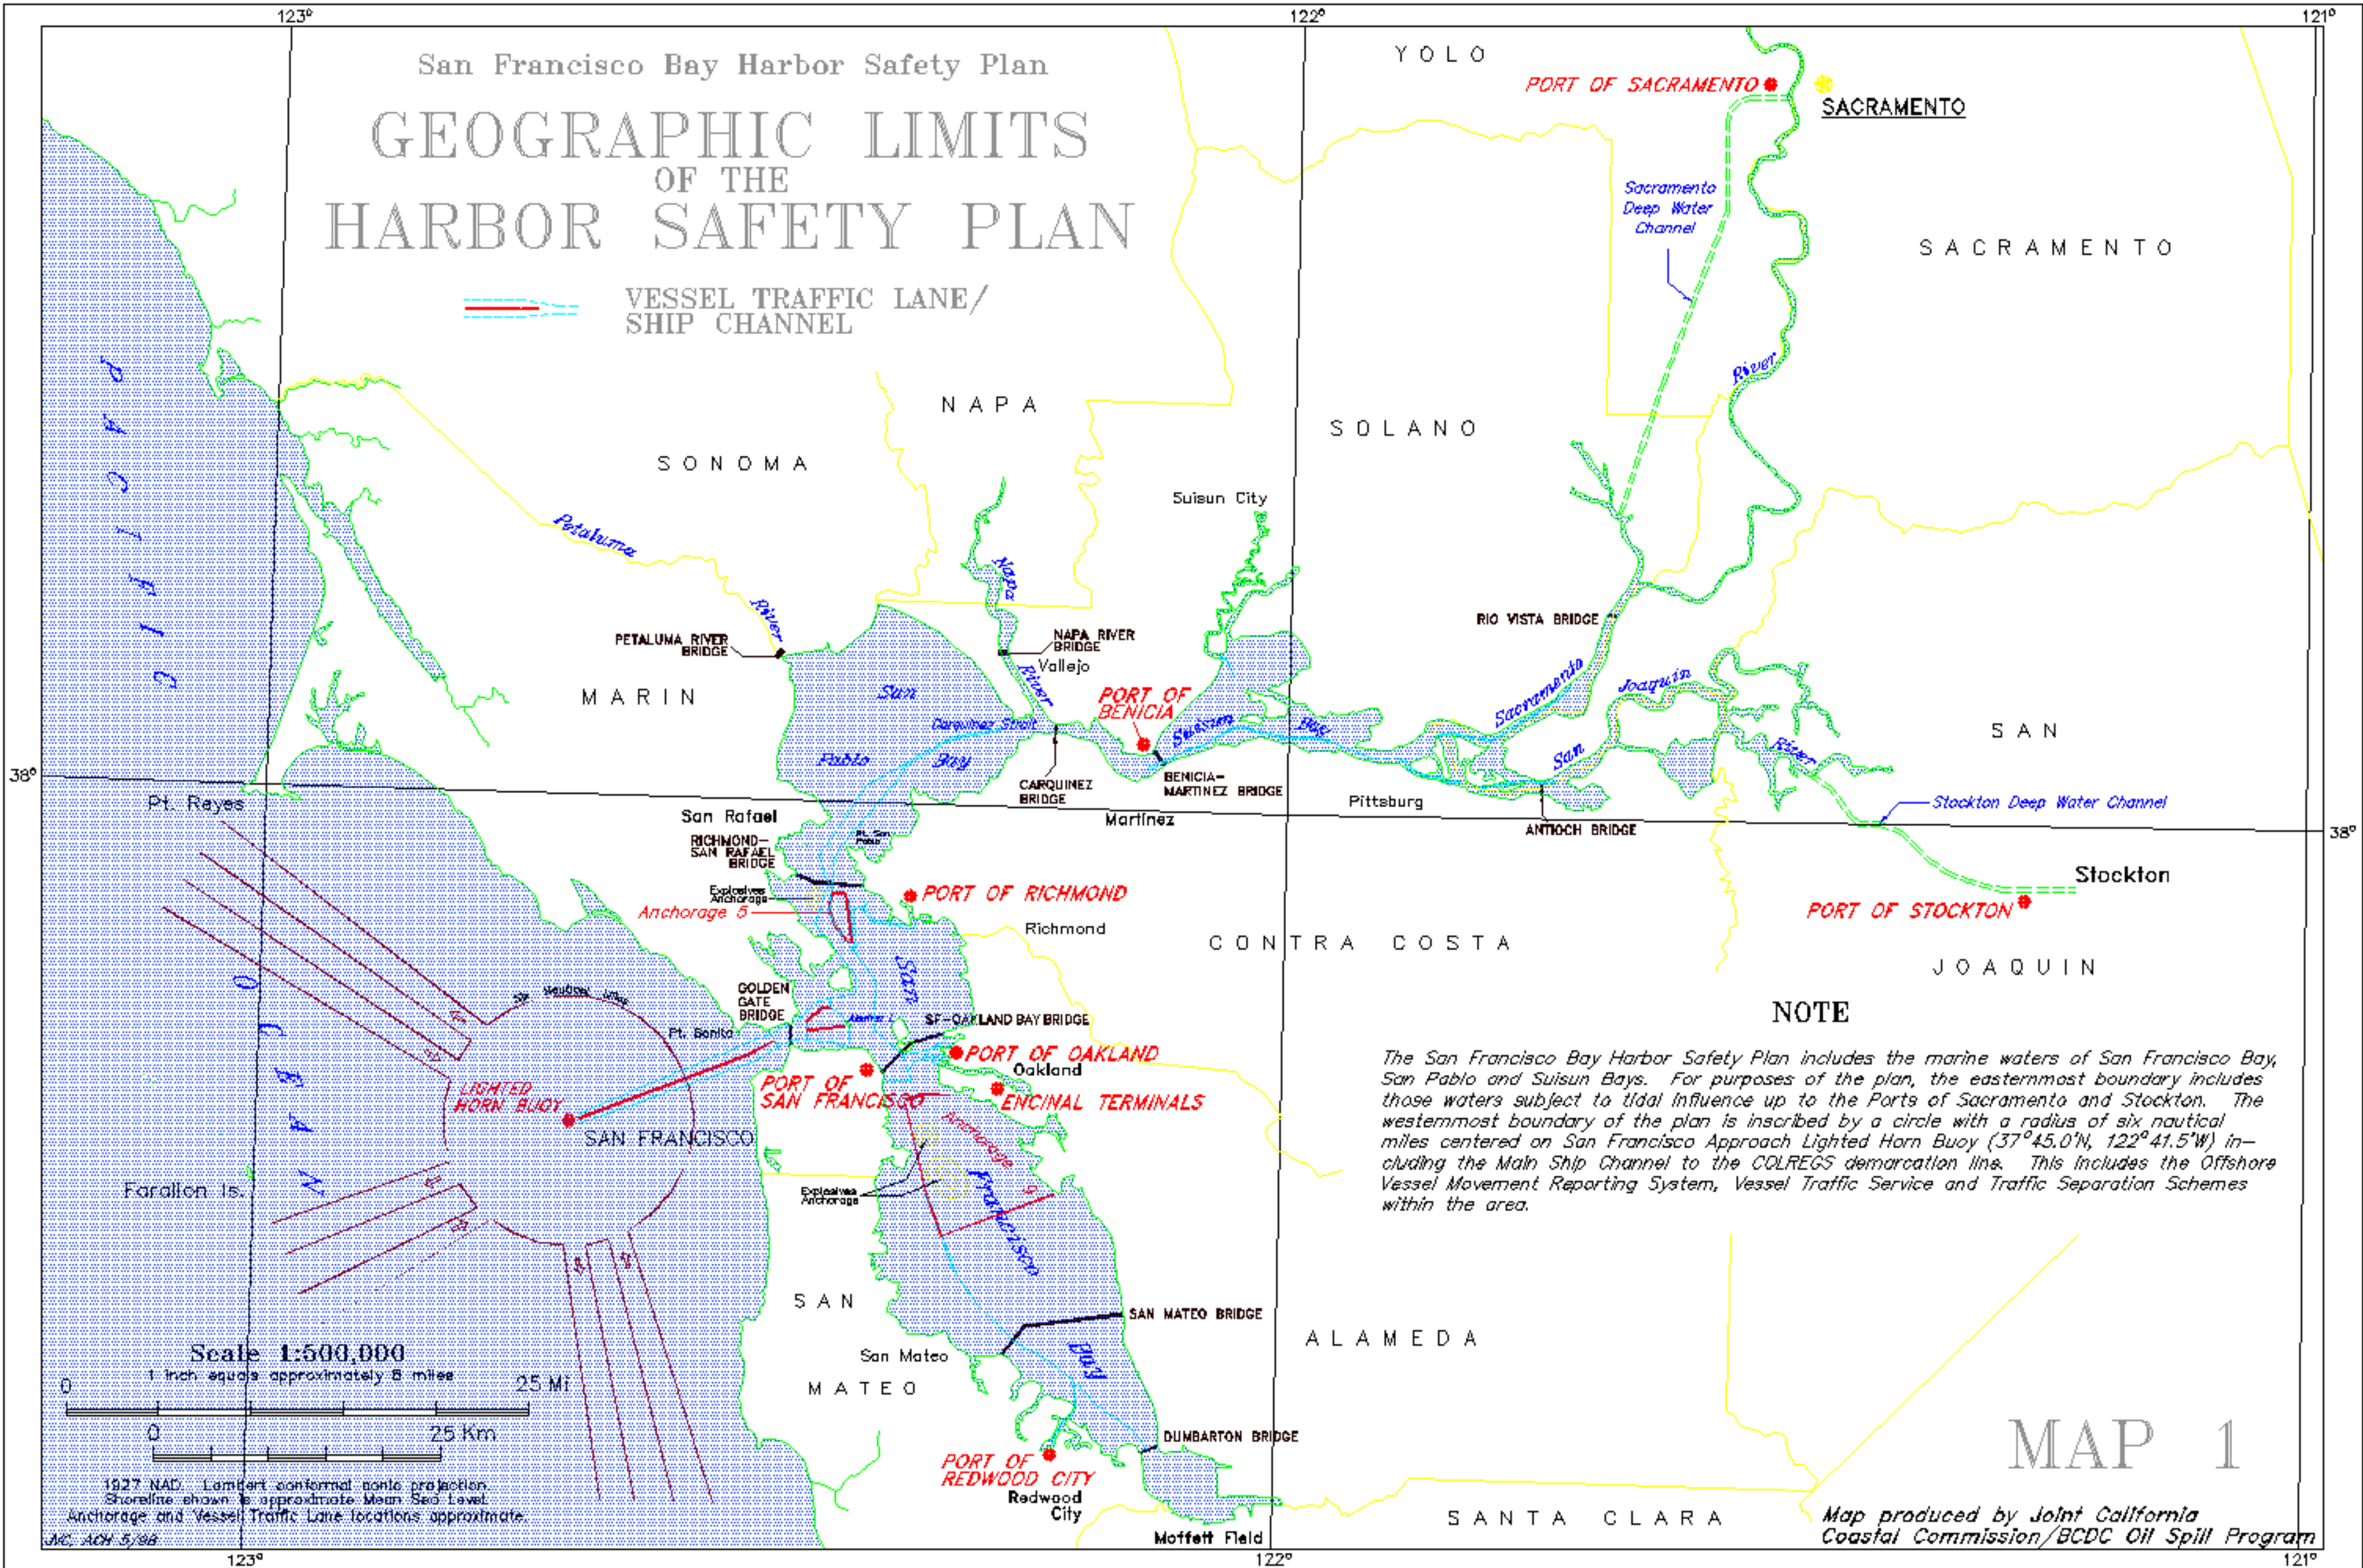 123°
122°
121°
San Francisco Bay Harbor Safety Plan
GEOGRAPHIC LIMITS
OF THE
HARBOR SAFETY PLAN
VESSEL TRAFFIC LANE/
SHIP CHANNEL
YOLO
PORT OF SACRAMENTO
SACRAMENTO
Sacramento
Deep Water
Channel
SACRAMENTO
River
PACIFIC
OCEAN
NAPA
SOLANO
SONOMA
Suisun City
Petaluma
River
Napa
River
PETALUMA RIVER
BRIDGE
NAPA RIVER
BRIDGE
Vallejo
RIO VISTA BRIDGE
MARIN
San
Pablo
Bay
Carquinez Strait
PORT OF
BENICIA
Suisun
Bay
Sacramento
Joaquin
San
River
SAN
38°
Pt. Reyes
CARQUINEZ
BRIDGE
BENICIA-
MARTINEZ BRIDGE
Pittsburg
Stockton Deep Water Channel
San Rafael
Martinez
ANTIOCH BRIDGE
38°
Pt. San
Pablo
RICHMOND-
SAN RAFAEL
BRIDGE
Explosives
Anchorage
Anchorage 5
PORT OF RICHMOND
Richmond
Stockton
PORT OF STOCKTON
CONTRA COSTA
JOAQUIN
San
Francisco
Bay
GOLDEN
GATE
BRIDGE
Nautical Miles
Pt. Bonita
SF-OAKLAND BAY BRIDGE
PORT OF OAKLAND
Oakland
LIGHTED
HORN BUOY
PORT OF
SAN FRANCISCO
ENCINAL TERMINALS
SAN FRANCISCO
Anchorage
9
Explosives
Anchorage
Farallon Is.
NOTE
The San Francisco Bay Harbor Safety Plan includes the marine waters of San Francisco Bay,
San Pablo and Suisun Bays. For purposes of the plan, the easternmost boundary includes
those waters subject to tidal influence up to the Ports of Sacramento and Stockton. The
westernmost boundary of the plan is inscribed by a circle with a radius of six nautical
miles centered on San Francisco Approach Lighted Horn Buoy (37°45.0'N, 122°41.5'W) in-
cluding the Main Ship Channel to the COLREGS demarcation line. This includes the Offshore
Vessel Movement Reporting System, Vessel Traffic Service and Traffic Separation Schemes
within the area.
SAN
MATEO
SAN MATEO BRIDGE
ALAMEDA
San Mateo
Scale 1:500,000
1 inch equals approximately 8 miles
0
25 Mi
0
25 Km
DUMBARTON BRIDGE
PORT OF
REDWOOD CITY
Redwood
City
Moffett Field
SANTA CLARA
MAP 1
1927 NAD. Lambert conformal conic projection.
Shoreline shown is approximate Mean Sea Level.
Anchorage and Vessel Traffic Lane locations approximate.
JVC, ACH 5/98
Map produced by Joint California
Coastal Commission/BCDC Oil Spill Program
123°
122°
121°